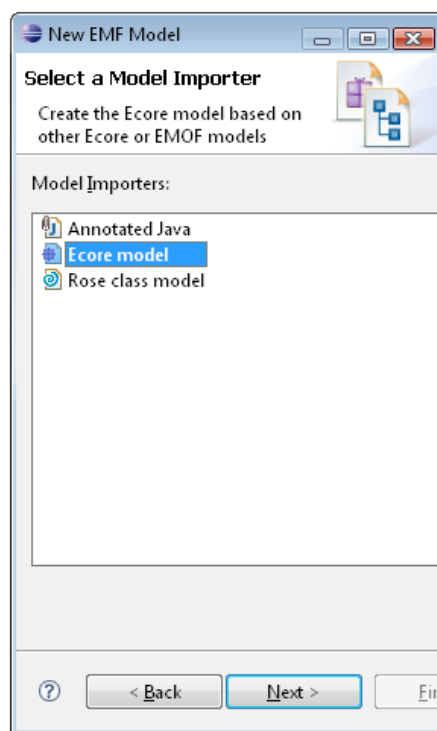 New EMF Model
Select a Model Importer
Create the Ecore model based on
other Ecore or EMOF models
Model Importers:
Annotated Java
Ecore model
Rose class model
< Back Next >